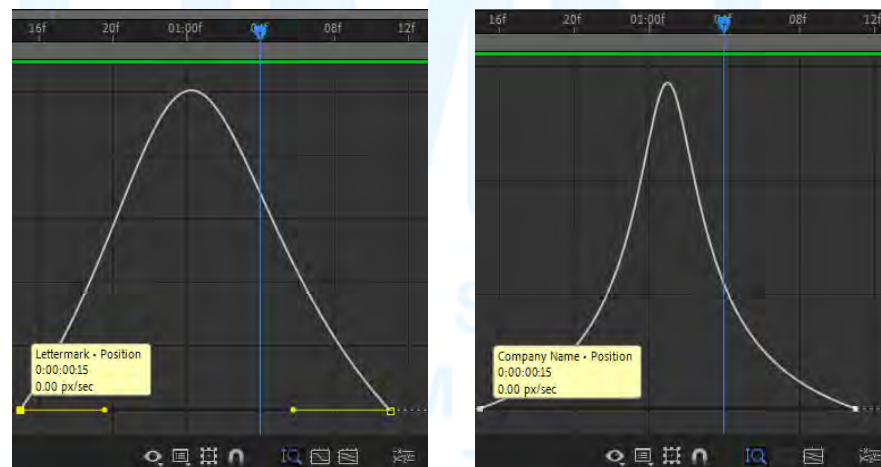 16f 20f 01:00f 04f 08f 12f
Lettermark • Position
0:00:00:15
0.00 px/sec
16f 20f 01:00f 08f 12f
Company Name • Position
0:00:00:15
0.00 px/sec